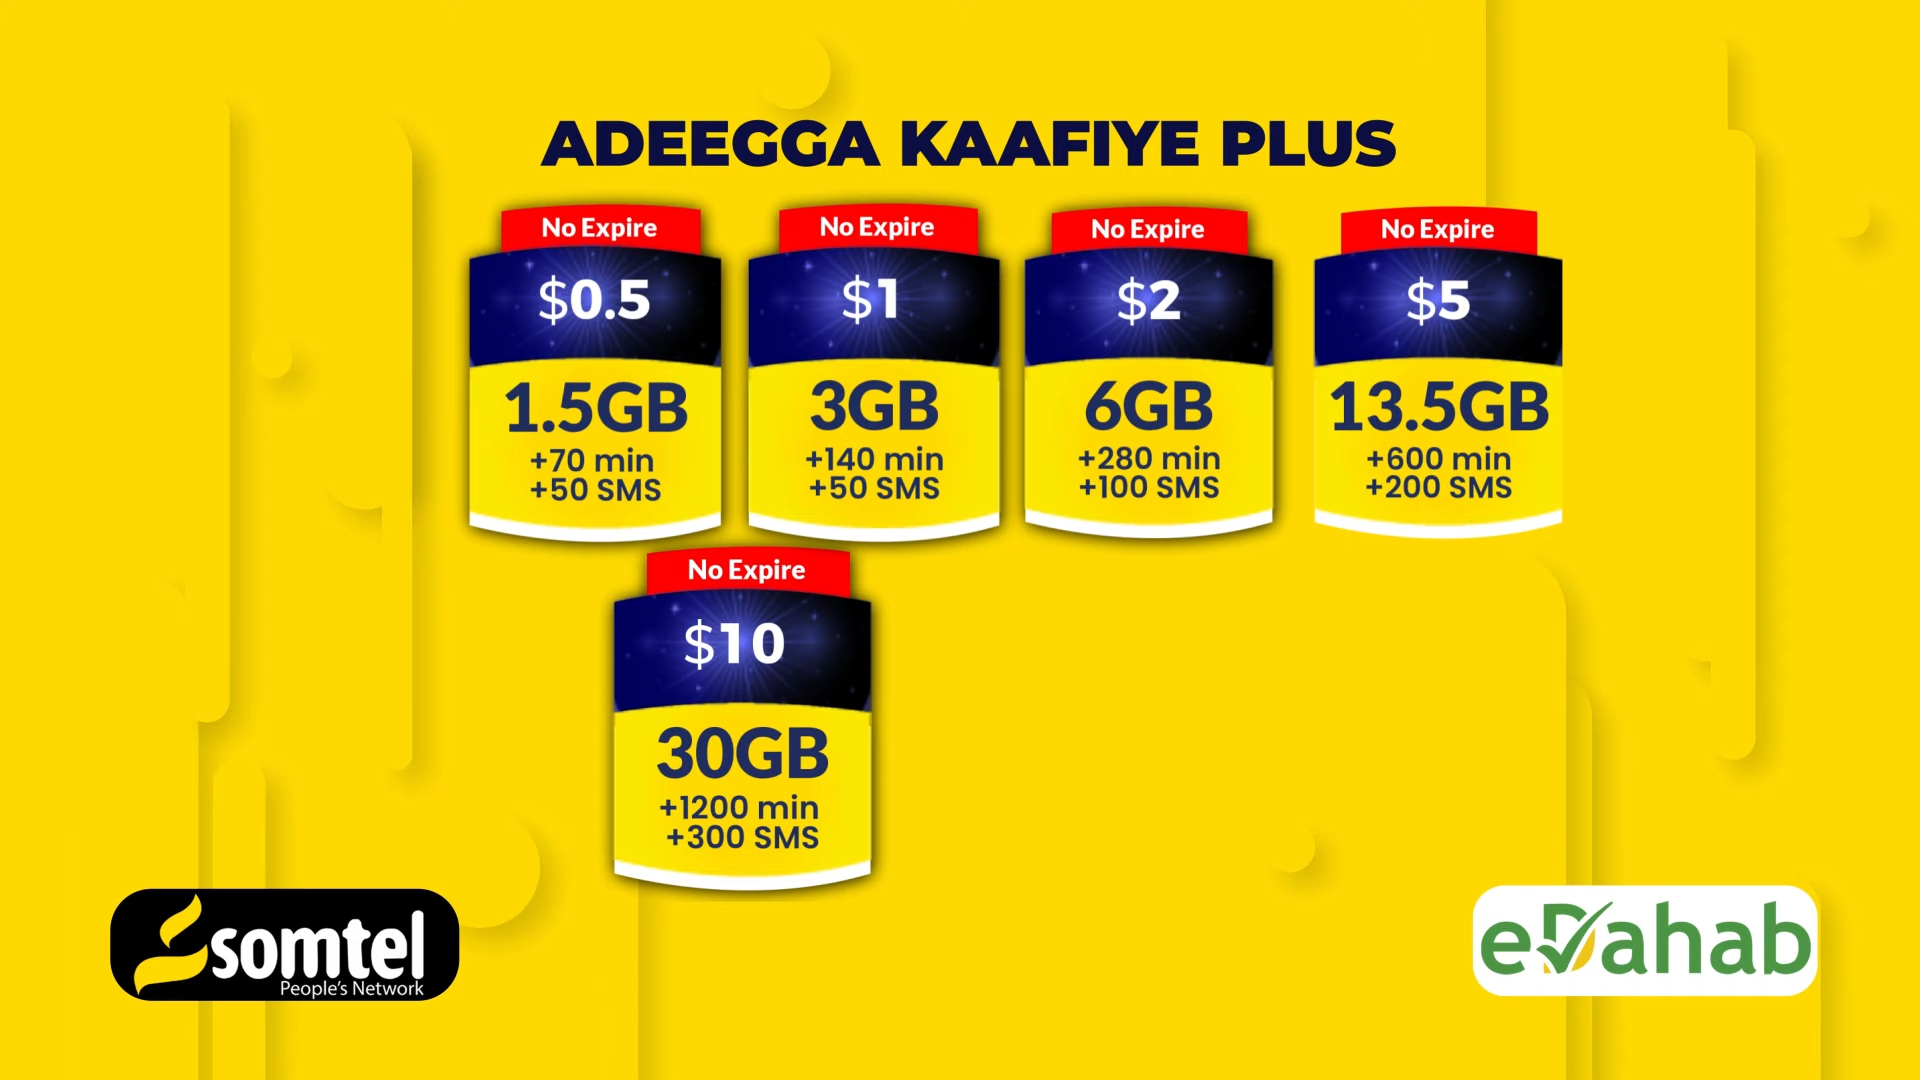 ADEEGGA KAAFIYE PLUS
No Expire
$0.5
1.5GB
+70 min
+50 SMS
No Expire
$1
3GB
+140 min
+50 SMS
No Expire
$2
6GB
+280 min
+100 SMS
No Expire
$5
13.5GB
+600 min
+200 SMS
No Expire
$10
30GB
+1200 min
+300 SMS
somtel
People's Network
eDahab